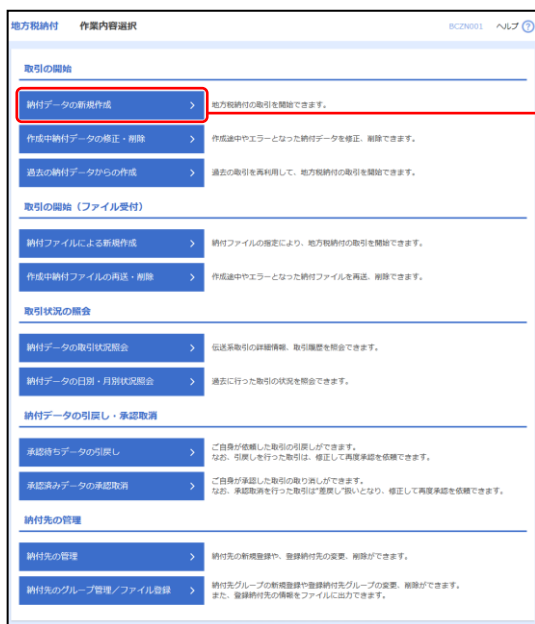 地方税納付 作業内容選択 BCZN001 ヘルプ ?
取引の開始
納付データの新規作成 > 地方税納付の取引を開始できます。
作成中納付データの修正・削除 > 作成途中やエラーとなった納付データを修正、削除できます。
過去の納付データからの作成 > 過去の取引を再利用して、地方税納付の取引を開始できます。
取引の開始（ファイル受付）
納付ファイルによる新規作成 > 納付ファイルの指定により、地方税納付の取引を開始できます。
作成中納付ファイルの再送・削除 > 作成途中やエラーとなった納付ファイルを再送、削除できます。
取引状況の照会
納付データの取引状況照会 > 伝送系取引の詳細情報、取引履歴を照会できます。
納付データの日別・月別状況照会 > 過去に行った取引の状況を照会できます。
納付データの引戻し・承認取消
承認待ちデータの引戻し > ご自身が依頼した取引の引戻しができます。
なお、引戻しを行った取引は、修正して再度承認を依頼できます。
承認済みデータの承認取消 > ご自身が承認した取引の取り消しができます。
なお、承認取消を行った取引は"差戻し"扱いとなり、修正して再度承認を依頼できます。
納付先の管理
納付先の管理 > 納付先の新規登録や、登録納付先の変更、削除ができます。
納付先のグループ管理／ファイル登録 > 納付先グループの新規登録や登録納付先グループの変更、削除ができます。
また、登録納付先の情報をファイルに出力できます。